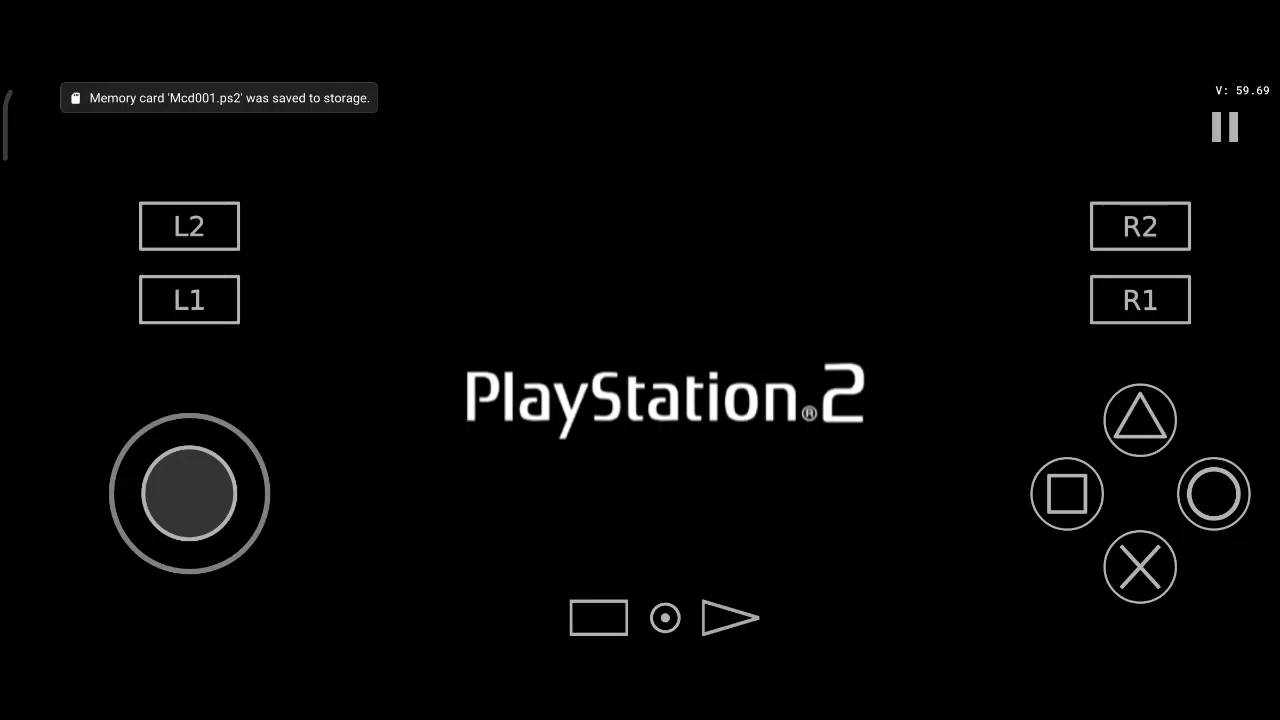 Memory card 'Mcd001.ps2' was saved to storage.
V: 59.69
L2
R2
L1
R1
PlayStation®2